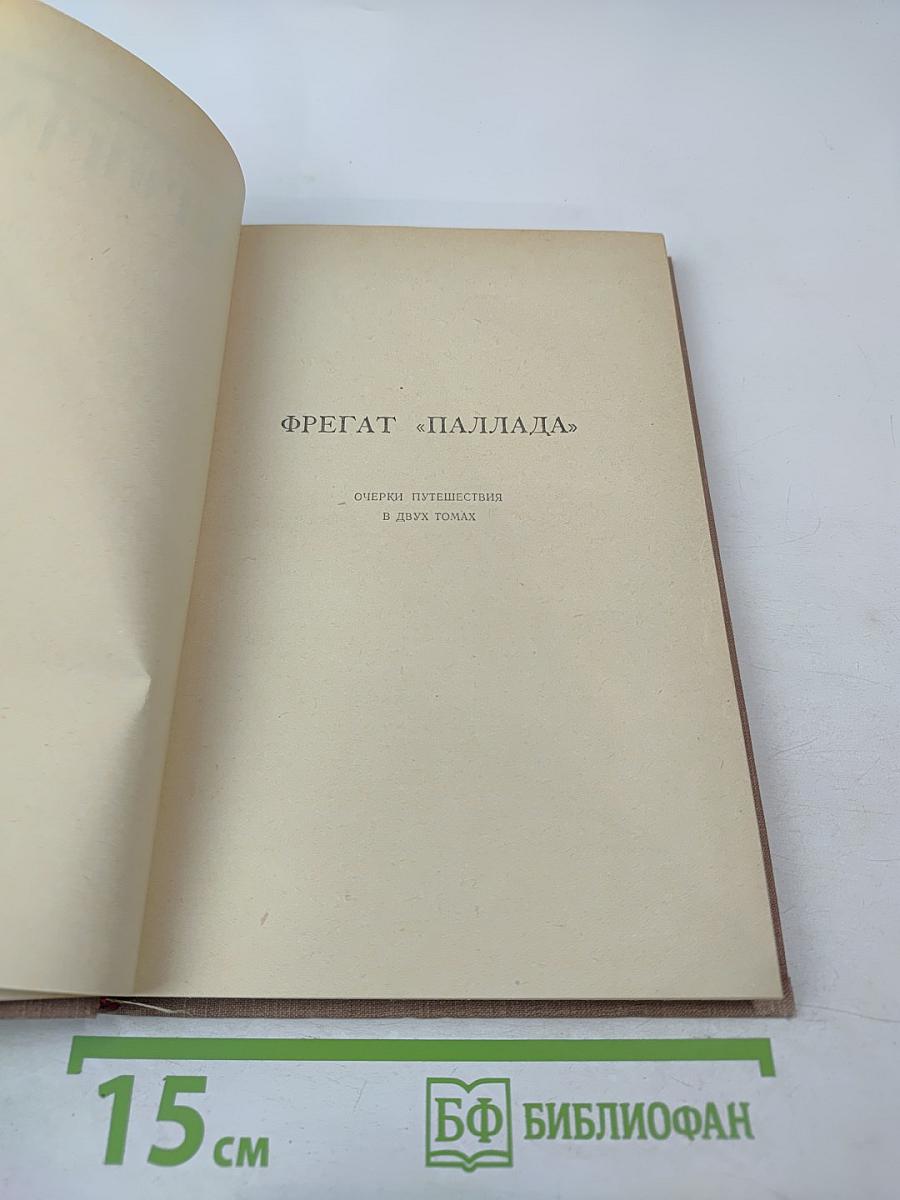 ФРЕГАТ «ПАЛЛАДА»
ОЧЕРКИ ПУТЕШЕСТВИЯ
В ДВУХ ТОМАХ
15 см
БФ БИБЛИОФАН